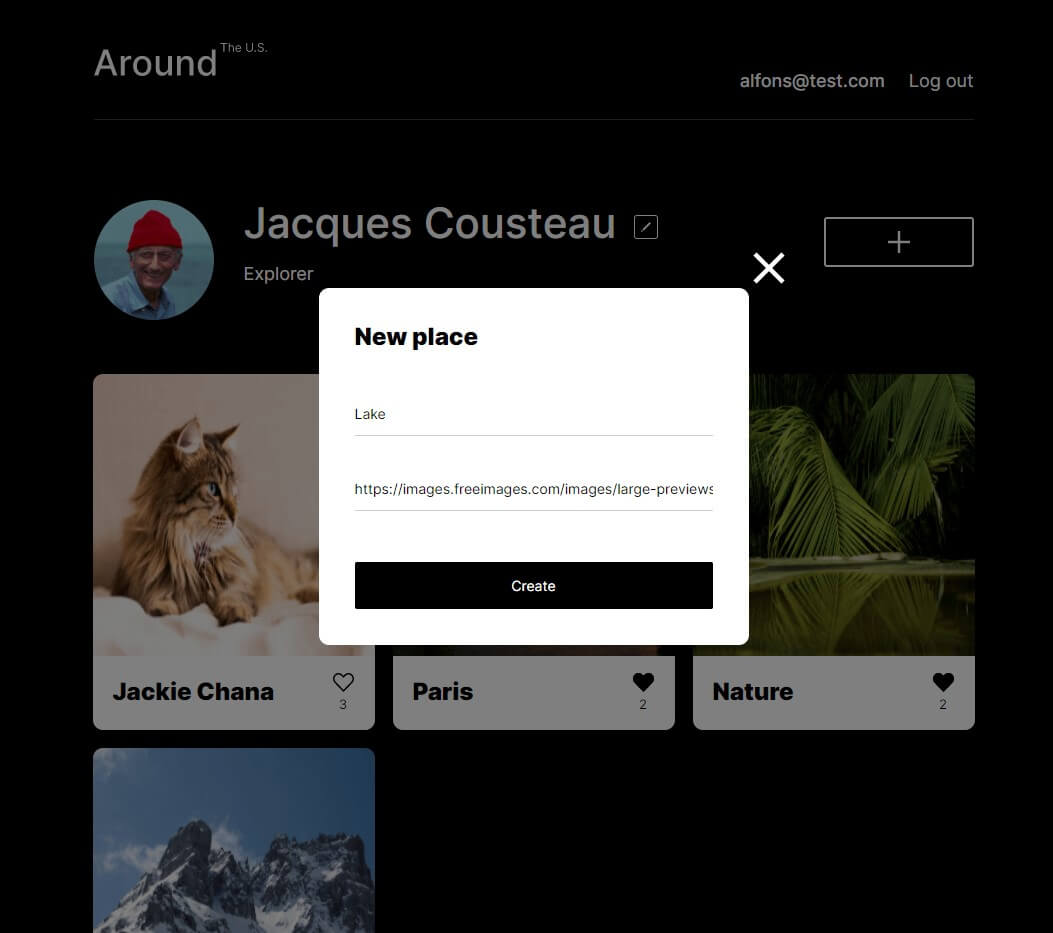 Around The U.S.
alfons@test.com Log out
Jacques Cousteau
Explorer
New place
Lake
https://images.freeimages.com/images/large-previews
Create
Jackie Chana
3
Paris
2
Nature
2